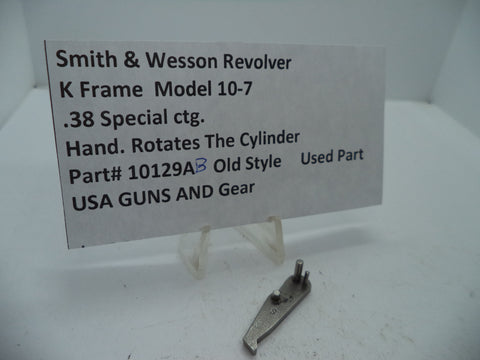 Smith & Wesson Revolver
K Frame Model 10-7
.38 Special ctg.
Hand. Rotates The Cylinder
Part# 10129AB Old Style Used Part
USA GUNS AND Gear